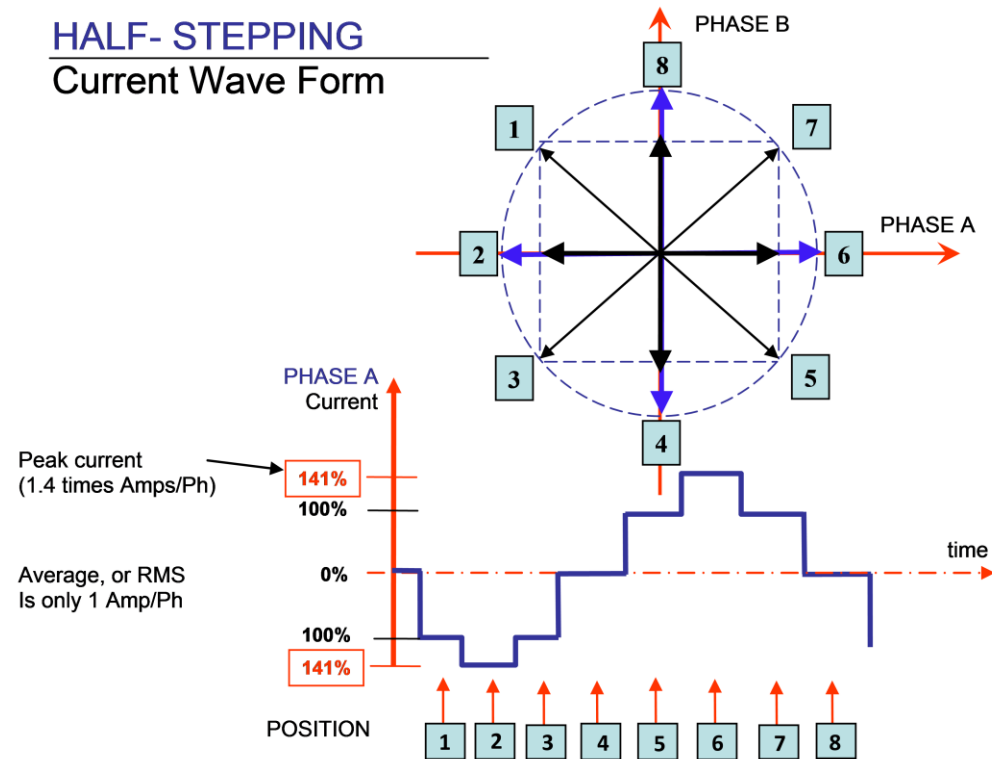 HALF- STEPPING
Current Wave Form
PHASE B
8
1
7
PHASE A
2
6
3
5
4
PHASE A
Current
Peak current
(1.4 times Amps/Ph)
141%
100%
time
Average, or RMS
Is only 1 Amp/Ph
0%
100%
141%
POSITION
1 2 3 4 5 6 7 8